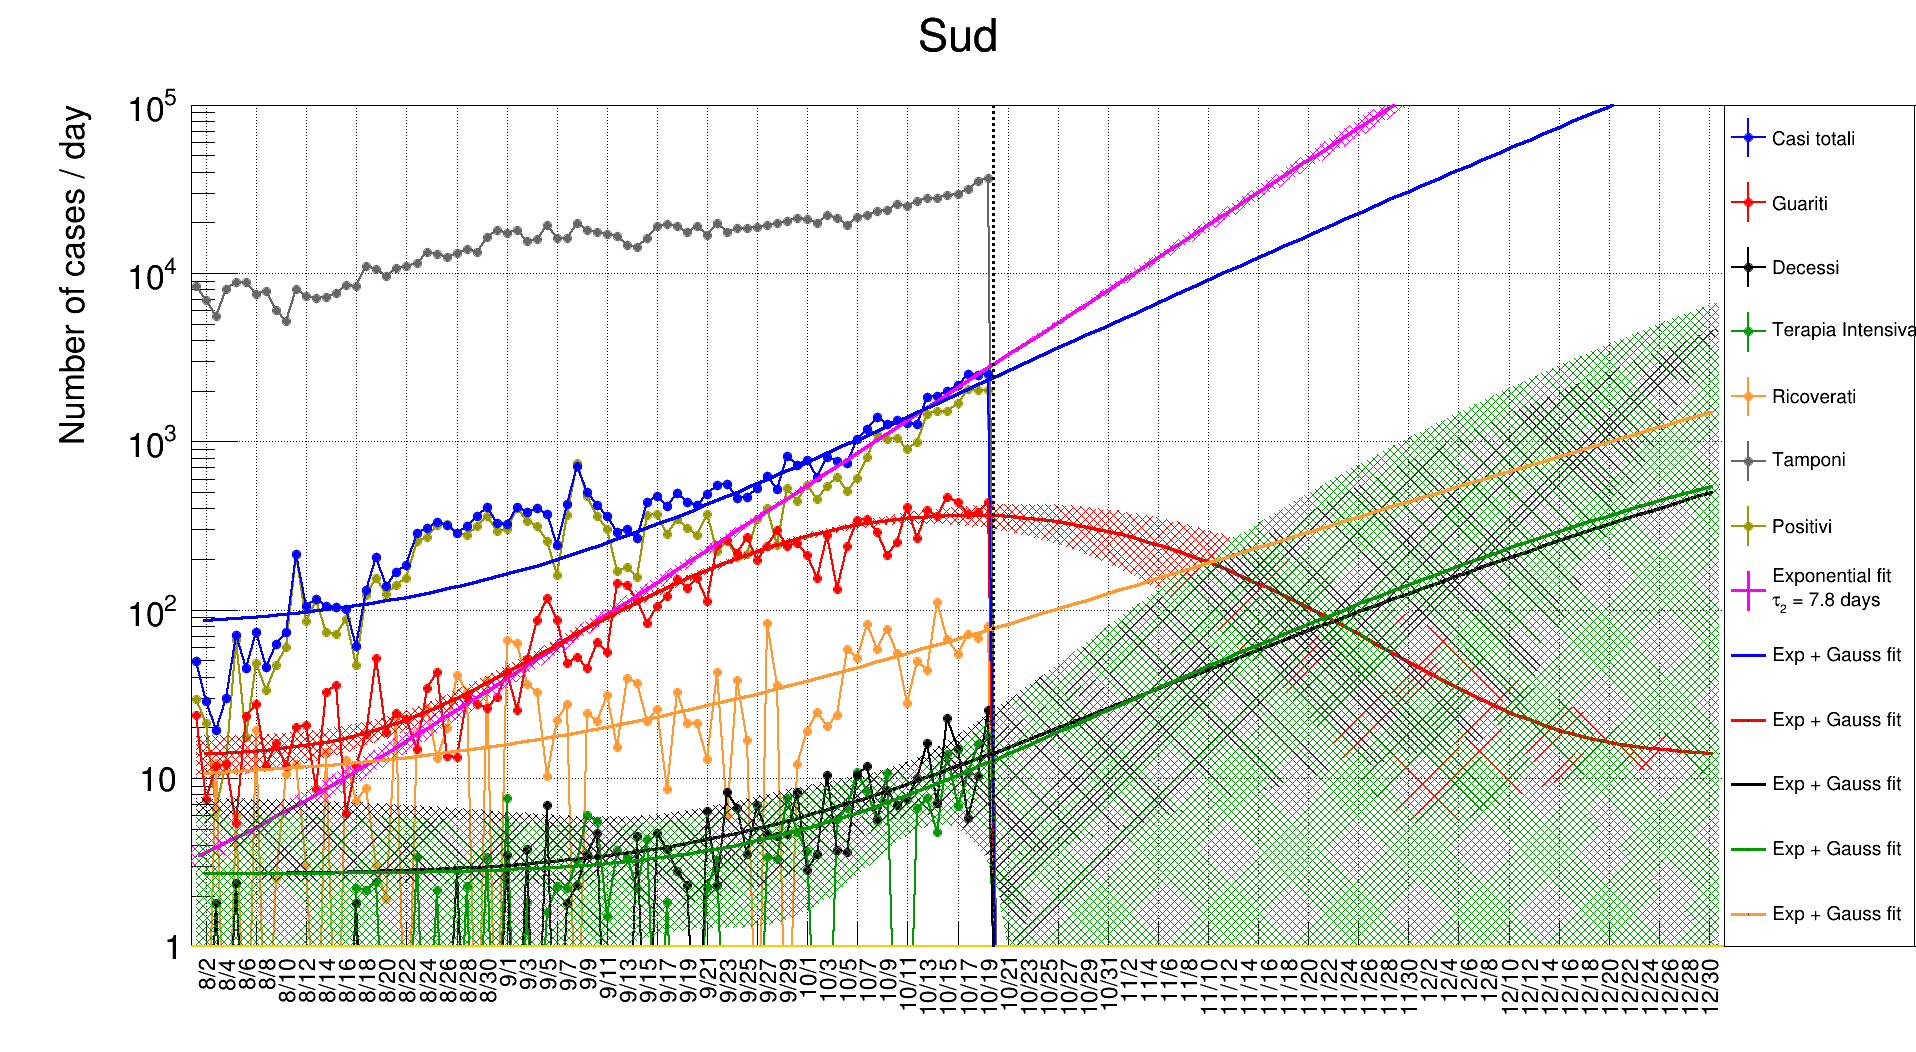 Sud
Number of cases / day
10^5
10^4
10^3
10^2
10
1
8/2 8/4 8/6 8/8 8/10 8/12 8/14 8/16 8/18 8/20 8/22 8/24 8/26 8/28 8/30 9/1 9/3 9/5 9/7 9/9 9/11 9/13 9/15 9/17 9/19 9/21 9/23 9/25 9/27 9/29 10/1 10/3 10/5 10/7 10/9 10/11 10/13 10/15 10/17 10/19 10/21 10/23 10/25 10/27 10/29 10/31 11/2 11/4 11/6 11/8 11/10 11/12 11/14 11/16 11/18 11/20 11/22 11/24 11/26 11/28 11/30 12/2 12/4 12/6 12/8 12/10 12/12 12/14 12/16 12/18 12/20 12/22 12/24 12/26 12/28 12/30
Casi totali
Guariti
Decessi
Terapia Intensiva
Ricoverati
Tamponi
Positivi
Exponential fit
τ₂ = 7.8 days
Exp + Gauss fit
Exp + Gauss fit
Exp + Gauss fit
Exp + Gauss fit
Exp + Gauss fit